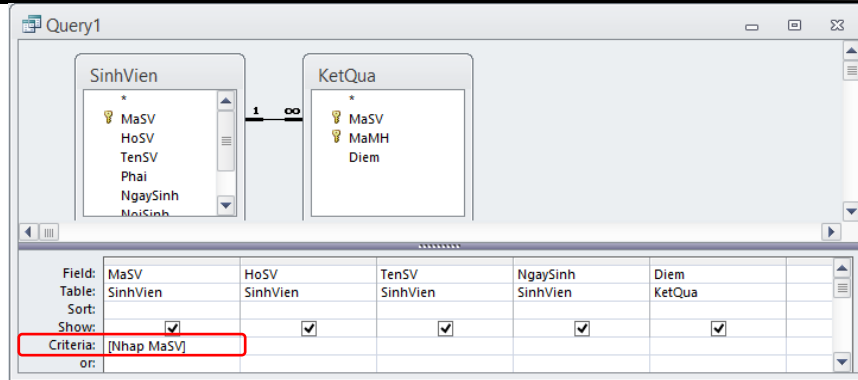 Query1
SinhVien
*
MaSV
HoSV
TenSV
Phai
NgaySinh
NoiSinh
1 ∞
KetQua
*
MaSV
MaMH
Diem
Field: MaSV HoSV TenSV NgaySinh Diem
Table: SinhVien SinhVien SinhVien SinhVien KetQua
Sort:
Show:
Criteria: [Nhap MaSV]
or: